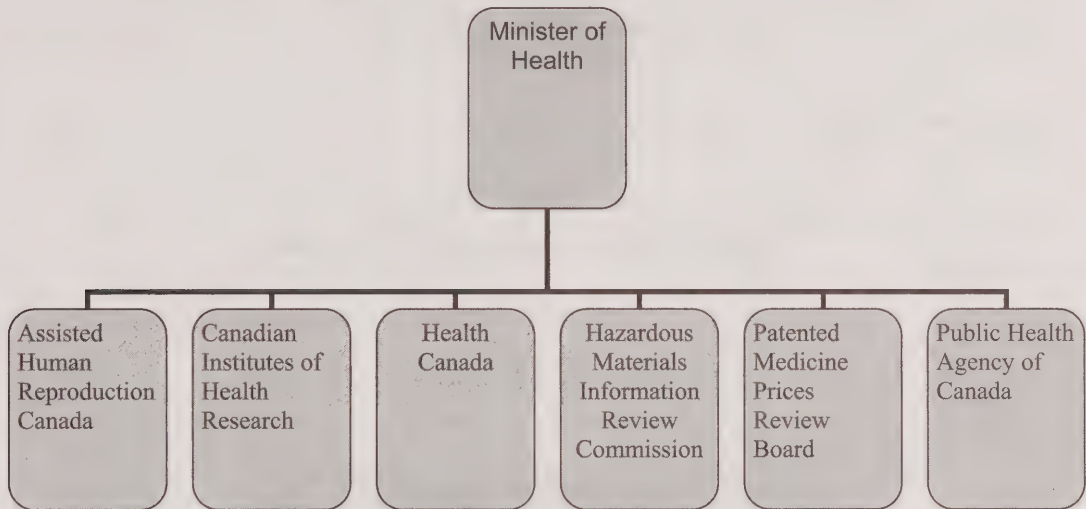 Minister of
Health
Assisted
Human
Reproduction
Canada
Canadian
Institutes of
Health
Research
Health
Canada
Hazardous
Materials
Information
Review
Commission
Patented
Medicine
Prices
Review
Board
Public Health
Agency of
Canada